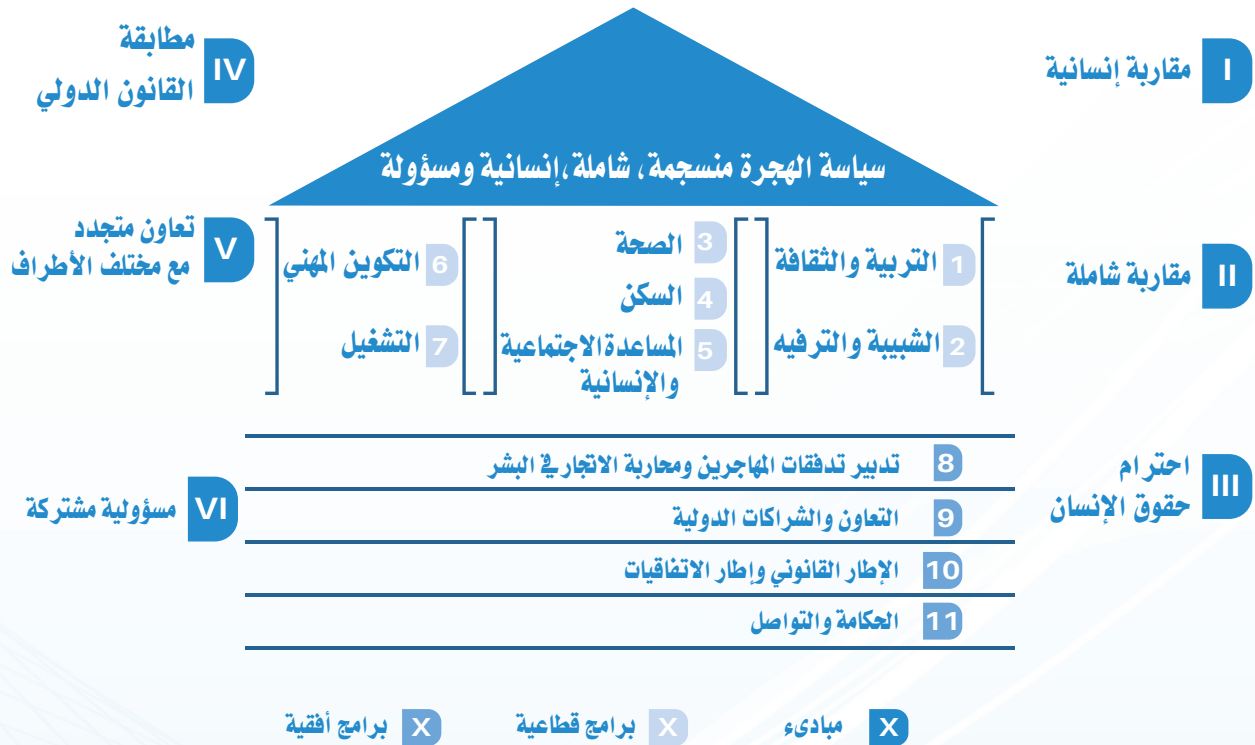 I مقاربة إنسانية
IV مطابقة
القانون الدولي
سياسة الهجرة منسجمة، شاملة ،إنسانية ومسؤولة
II مقاربة شاملة
1 التربية والثقافة
2 الشبيبة والترفيه
3 الصحة
4 السكن
5 المساعدةالاجتماعية
والإنسانية
6 التكوين المهني
7 التشغيل
V تعاون متجدد
مع مختلف الأطراف
III احترام
حقوق الإنسان
8 تدبير تدفقات المهاجرين ومحاربة الاتجار في البشر
9 التعاون والشراكات الدولية
10 الإطار القانوني وإطار الاتفاقيات
11 الحكامة والتواصل
VI مسؤولية مشتركة
X مبادىء
X برامج قطاعية
X برامج أفقية